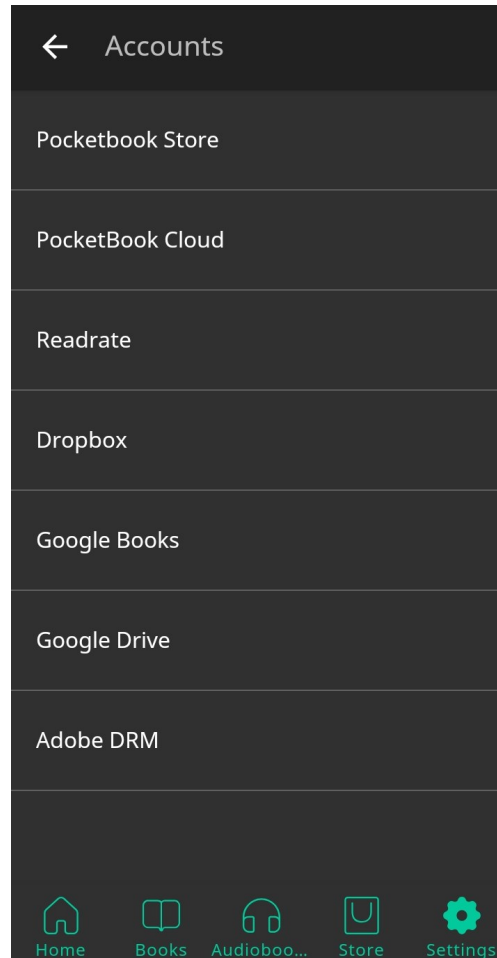 Accounts
Pocketbook Store
PocketBook Cloud
Readrate
Dropbox
Google Books
Google Drive
Adobe DRM
Home Books Audioboo... Store Settings